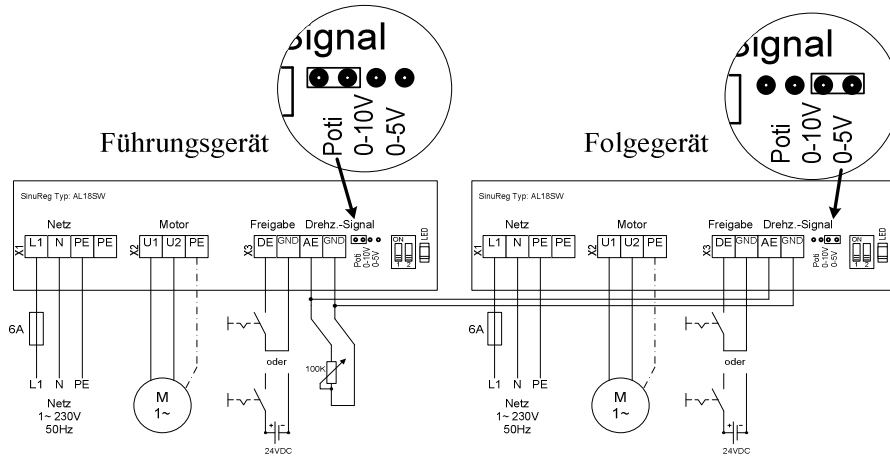 Signal
Poti
0-10V
0-5V
Führungsgerät
SinuReg Typ: AL18SW
Netz
Motor
Freigabe
Drehz.-Signal
X1
L1 N PE PE
X2
U1 U2 PE
X3
DE GND AE GND
Poti
0-10V
0-5V
ON
1 2
LED
6A
L1 N PE
Netz
1~ 230V
50Hz
M
1~
oder
+ -
24VDC
100K
signal
Poti
0-10V
0-5V
Folgegerät
SinuReg Typ: AL18SW
Netz
Motor
Freigabe
Drehz.-Signal
X1
L1 N PE PE
X2
U1 U2 PE
X3
DE GND AE GND
Poti
0-10V
0-5V
ON
1 2
LED
6A
L1 N PE
Netz
1~ 230V
50Hz
M
1~
oder
+ -
24VDC